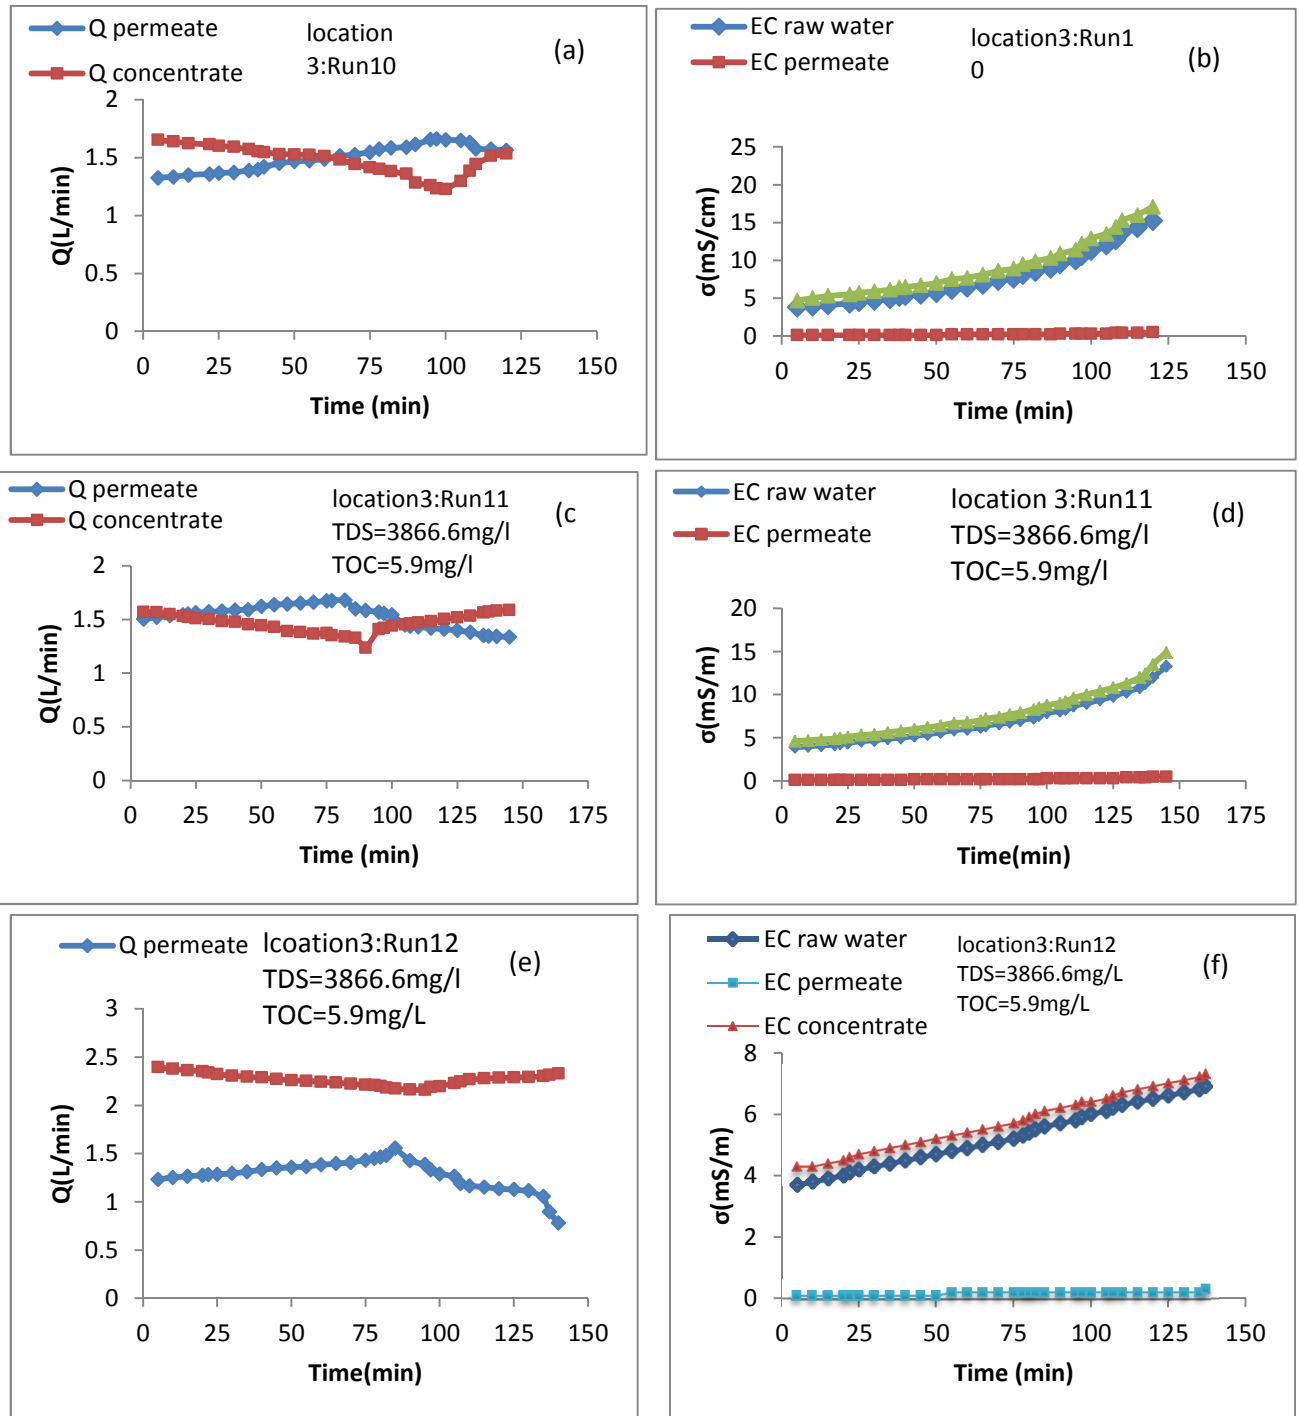 Q permeate
Q concentrate
location
3:Run10
(a)
2
1.5
1
0.5
0
Q(L/min)
0 25 50 75 100 125 150
Time (min)
EC raw water
EC permeate
location3:Run1
0
(b)
25
20
15
10
5
0
σ(mS/cm)
0 25 50 75 100 125 150
Time (min)
Q permeate
Q concentrate
location3:Run11
TDS=3866.6mg/l
TOC=5.9mg/l
(c
2
1.5
1
0.5
0
Q(L/min)
0 25 50 75 100 125 150 175
Time (min)
EC raw water
EC permeate
location 3:Run11
TDS=3866.6mg/l
TOC=5.9mg/l
(d)
20
15
10
5
0
σ(mS/m)
0 25 50 75 100 125 150 175
Time(min)
Q permeate
lcoation3:Run12
TDS=3866.6mg/l
TOC=5.9mg/L
(e)
3
2.5
2
1.5
1
0.5
0
Q(L/min)
0 25 50 75 100 125 150
Time(min)
EC raw water
EC permeate
EC concentrate
location3:Run12
TDS=3866.6mg/L
TOC=5.9mg/L
(f)
8
6
4
2
0
σ(mS/m)
0 25 50 75 100 125 150
Time (min)